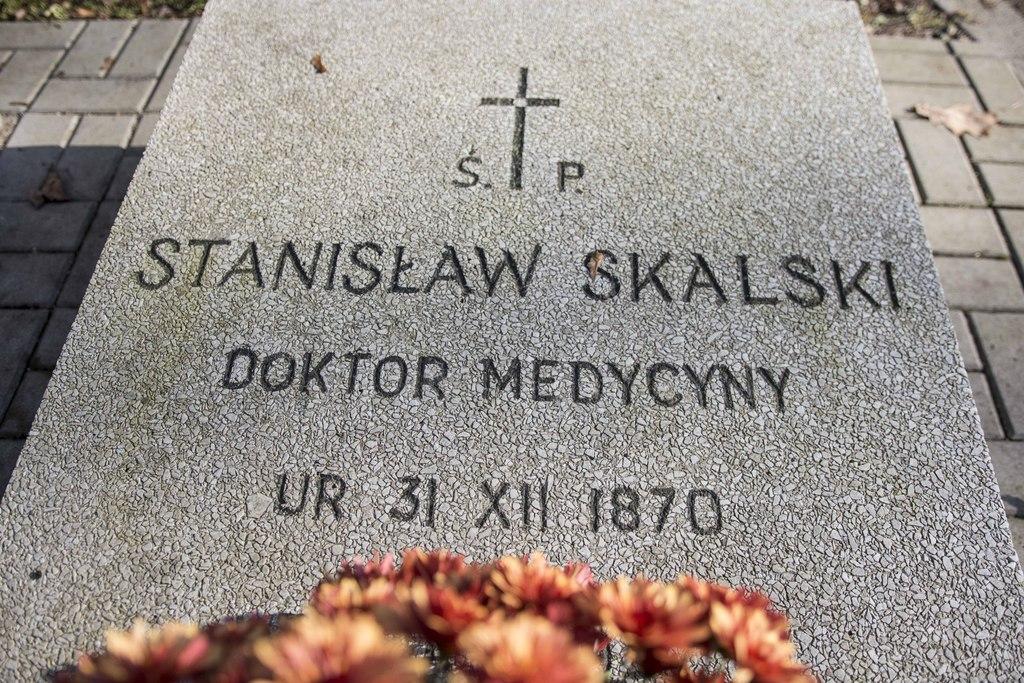 Ś. P.
STANISŁAW SKALSKI
DOKTOR MEDYCYNY
UR 31 XII 1870